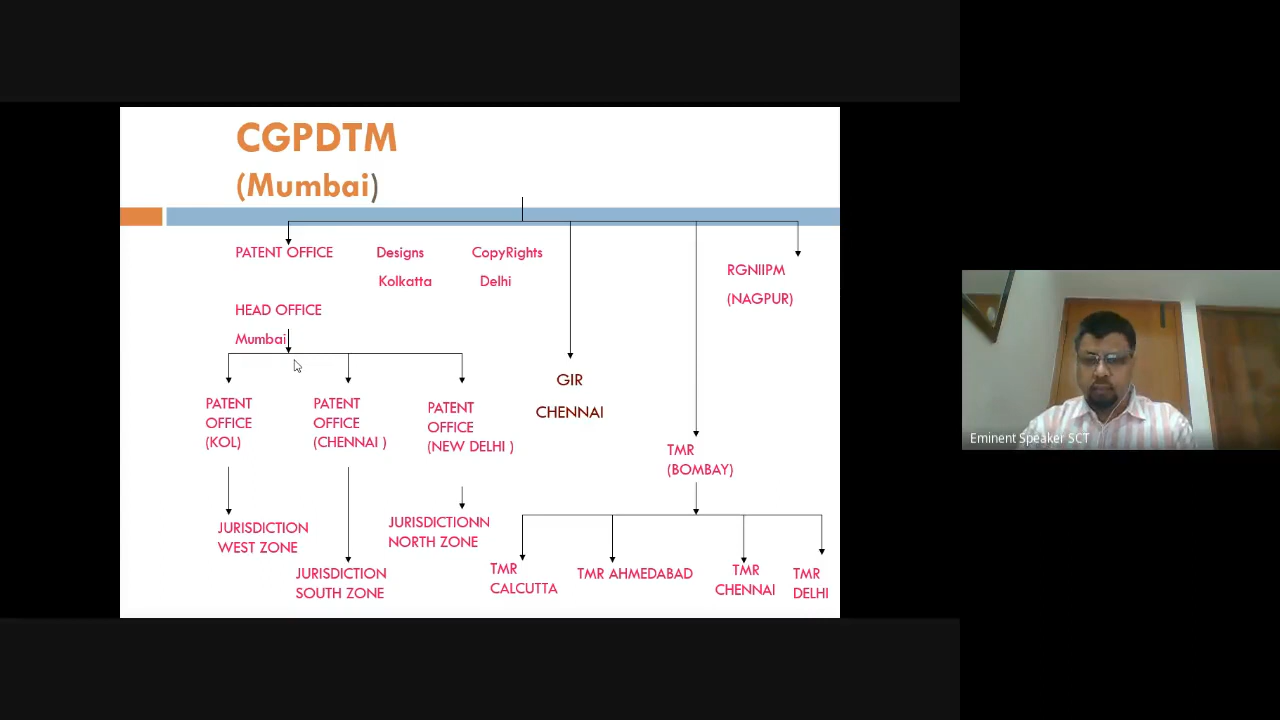 CGPDTM
(Mumbai)
PATENT OFFICE
Designs
CopyRights
Kolkatta
Delhi
RGNIIPM
(NAGPUR)
HEAD OFFICE
Mumbai
GIR
CHENNAI
PATENT
OFFICE
(KOL)
PATENT
OFFICE
(CHENNAI )
PATENT
OFFICE
(NEW DELHI )
TMR
(BOMBAY)
JURISDICTION
WEST ZONE
JURISDICTIONN
NORTH ZONE
JURISDICTION
SOUTH ZONE
TMR
CALCUTTA
TMR AHMEDABAD
TMR
CHENNAI
TMR
DELHI
Eminent Speaker SCT